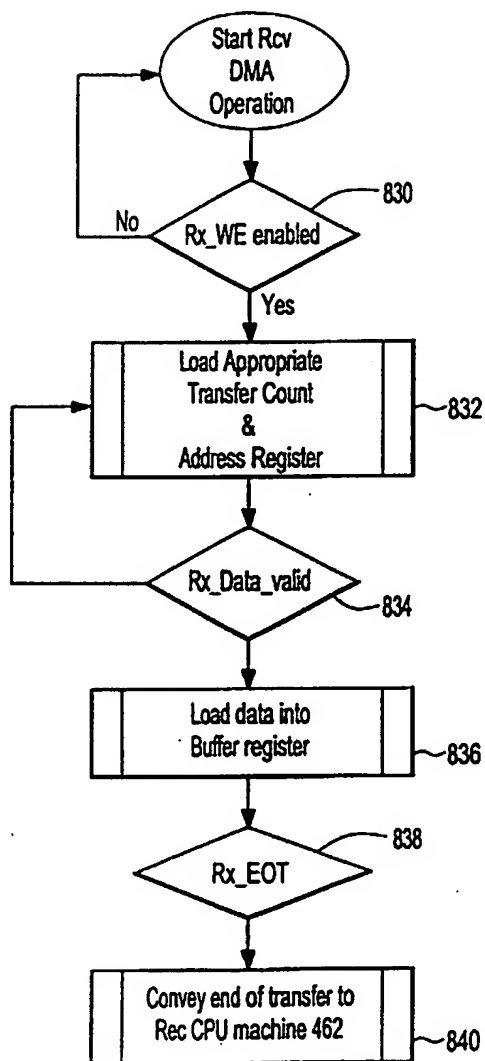 Start Rcv
DMA
Operation
830
No
Rx_WE enabled
Yes
Load Appropriate
Transfer Count
&
Address Register
832
Rx_Data_valid
834
Load data into
Buffer register
836
838
Rx_EOT
Convey end of transfer to
Rec CPU machine 462
840